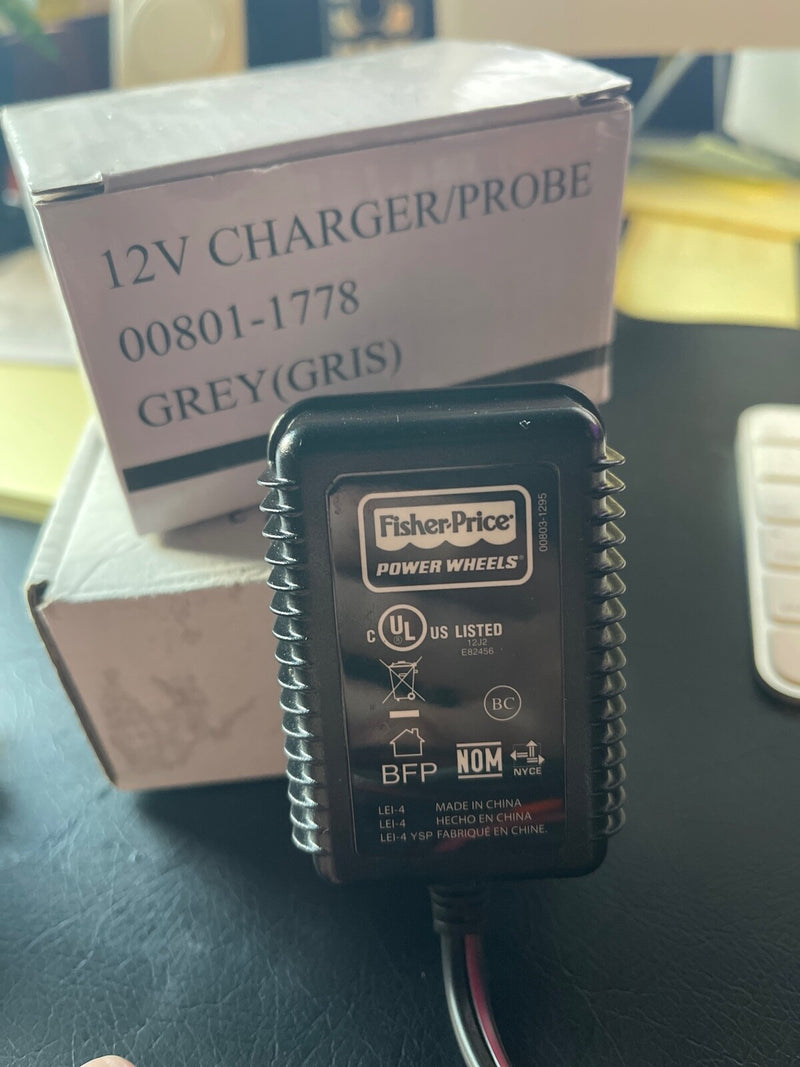 12V CHARGER/PROBE
00801-1778
GREY(GRIS)
Fisher-Price®
POWER WHEELS®
00803-1295
C UL® US LISTED
12J2
E82456
BC
BFP
NOM
NYCE
LEI-4 MADE IN CHINA
LEI-4 HECHO EN CHINA
LEI-4 YSP FABRIQUÉ EN CHINE.